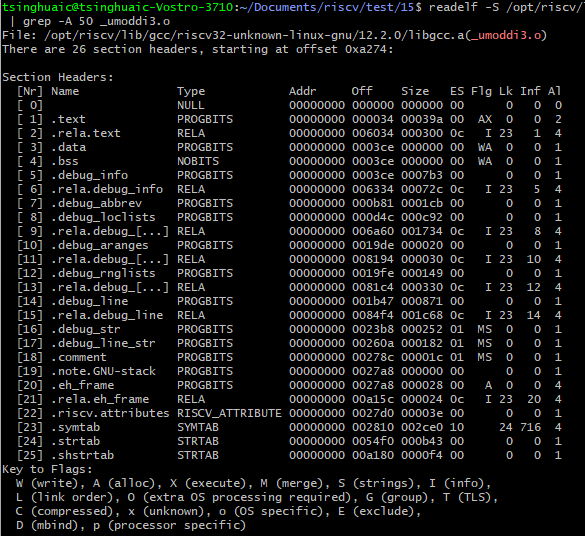 tsinghuaic@tsinghuaic-Vostro-3710:~/Documents/riscv/test/15$ readelf -S /opt/riscv/
 | grep -A 50 _umoddi3.o
File: /opt/riscv/lib/gcc/riscv32-unknown-linux-gnu/12.2.0/libgcc.a(_umoddi3.o)
There are 26 section headers, starting at offset 0xa274:

Section Headers:
  [Nr] Name              Type            Addr     Off    Size   ES Flg Lk Inf Al
  [ 0]                   NULL            00000000 000000 000000 00      0   0  0
  [ 1] .text             PROGBITS        00000000 000034 00039a 00  AX  0   0  2
  [ 2] .rela.text        RELA            00000000 006034 000300 0c   I 23   1  4
  [ 3] .data             PROGBITS        00000000 0003ce 000000 00  WA  0   0  1
  [ 4] .bss              NOBITS          00000000 0003ce 000000 00  WA  0   0  1
  [ 5] .debug_info       PROGBITS        00000000 0003ce 0007b3 00      0   0  1
  [ 6] .rela.debug_info  RELA            00000000 006334 00072c 0c   I 23   5  4
  [ 7] .debug_abbrev     PROGBITS        00000000 000b81 0001cb 00      0   0  1
  [ 8] .debug_loclists   PROGBITS        00000000 000d4c 000c92 00      0   0  1
  [ 9] .rela.debug_[...] RELA            00000000 006a60 001734 0c   I 23   8  4
  [10] .debug_aranges    PROGBITS        00000000 0019de 000020 00      0   0  1
  [11] .rela.debug_[...] RELA            00000000 008194 000030 0c   I 23  10  4
  [12] .debug_rnglists   PROGBITS        00000000 0019fe 000149 00      0   0  1
  [13] .rela.debug_[...] RELA            00000000 0081c4 000330 0c   I 23  12  4
  [14] .debug_line       PROGBITS        00000000 001b47 000871 00      0   0  1
  [15] .rela.debug_line  RELA            00000000 0084f4 001c68 0c   I 23  14  4
  [16] .debug_str        PROGBITS        00000000 0023b8 000252 01  MS  0   0  1
  [17] .debug_line_str   PROGBITS        00000000 00260a 000182 01  MS  0   0  1
  [18] .comment          PROGBITS        00000000 00278c 00001c 01  MS  0   0  1
  [19] .note.GNU-stack   PROGBITS        00000000 0027a8 000000 00      0   0  1
  [20] .eh_frame         PROGBITS        00000000 0027a8 000028 00   A  0   0  4
  [21] .rela.eh_frame    RELA            00000000 00a15c 000024 0c   I 23  20  4
  [22] .riscv.attributes RISCV_ATTRIBUTE 00000000 0027d0 00003e 00      0   0  1
  [23] .symtab           SYMTAB          00000000 002810 002ce0 10     24 716  4
  [24] .strtab           STRTAB          00000000 0054f0 000b43 00      0   0  1
  [25] .shstrtab         STRTAB          00000000 00a180 0000f4 00      0   0  1
Key to Flags:
  W (write), A (alloc), X (execute), M (merge), S (strings), I (info),
  L (link order), O (extra OS processing required), G (group), T (TLS),
  C (compressed), x (unknown), o (OS specific), E (exclude),
  D (mbind), p (processor specific)